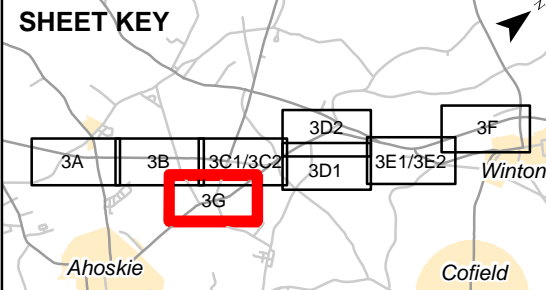 SHEET KEY
N
3D2
3F
3A
3B
3C1/3C2
3D1
3E1/3E2
Winton
3G
Ahoskie
Cofield